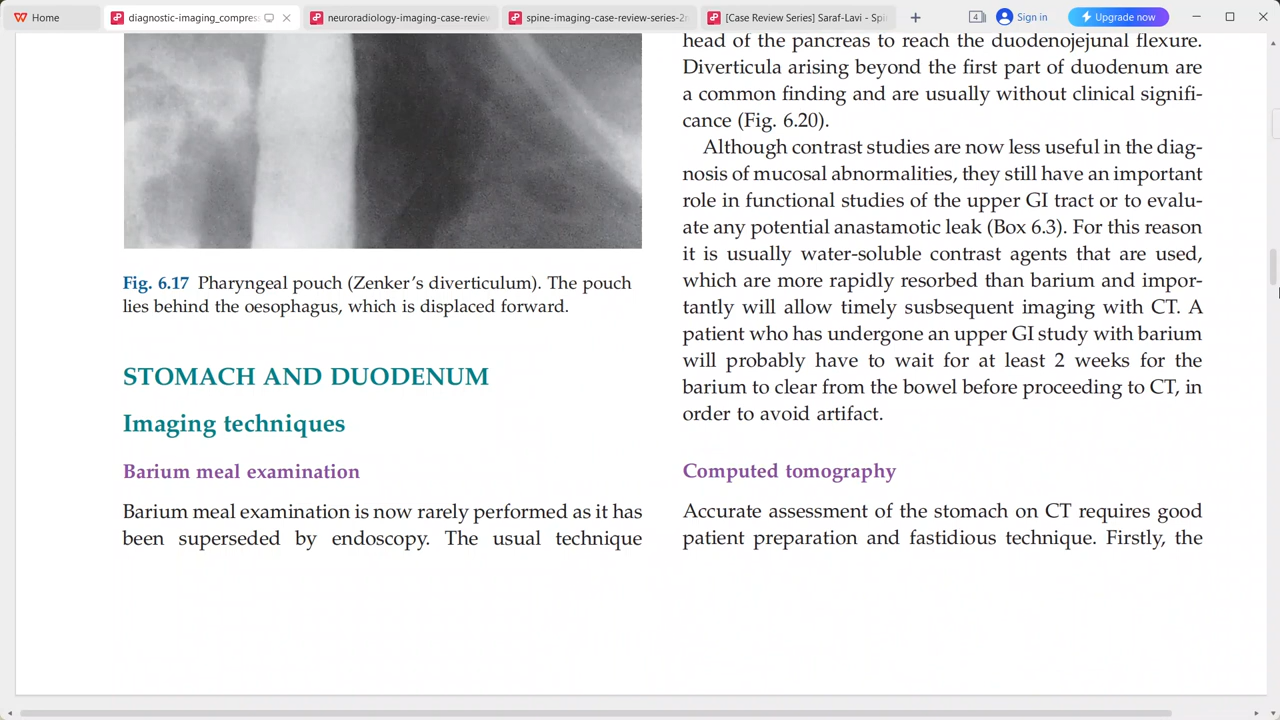 Home
diagnostic-imaging_compres
neuroradiology-imaging-case-review
spine-imaging-case-review-series-2
[Case Review Series] Saraf-Lavi - Spi
4
Sign in
Upgrade now
Fig. 6.17 Pharyngeal pouch (Zenker's diverticulum). The pouch
lies behind the oesophagus, which is displaced forward.
STOMACH AND DUODENUM
Imaging techniques
Barium meal examination
Barium meal examination is now rarely performed as it has
been superseded by endoscopy. The usual technique
head of the pancreas to reach the duodenojejunal flexure.
Diverticula arising beyond the first part of duodenum are
a common finding and are usually without clinical signifi-
cance (Fig. 6.20).
Although contrast studies are now less useful in the diag-
nosis of mucosal abnormalities, they still have an important
role in functional studies of the upper GI tract or to evalu-
ate any potential anastamotic leak (Box 6.3). For this reason
it is usually water-soluble contrast agents that are used,
which are more rapidly resorbed than barium and impor-
tantly will allow timely susbsequent imaging with CT. A
patient who has undergone an upper GI study with barium
will probably have to wait for at least 2 weeks for the
barium to clear from the bowel before proceeding to CT, in
order to avoid artifact.
Computed tomography
Accurate assessment of the stomach on CT requires good
patient preparation and fastidious technique. Firstly, the